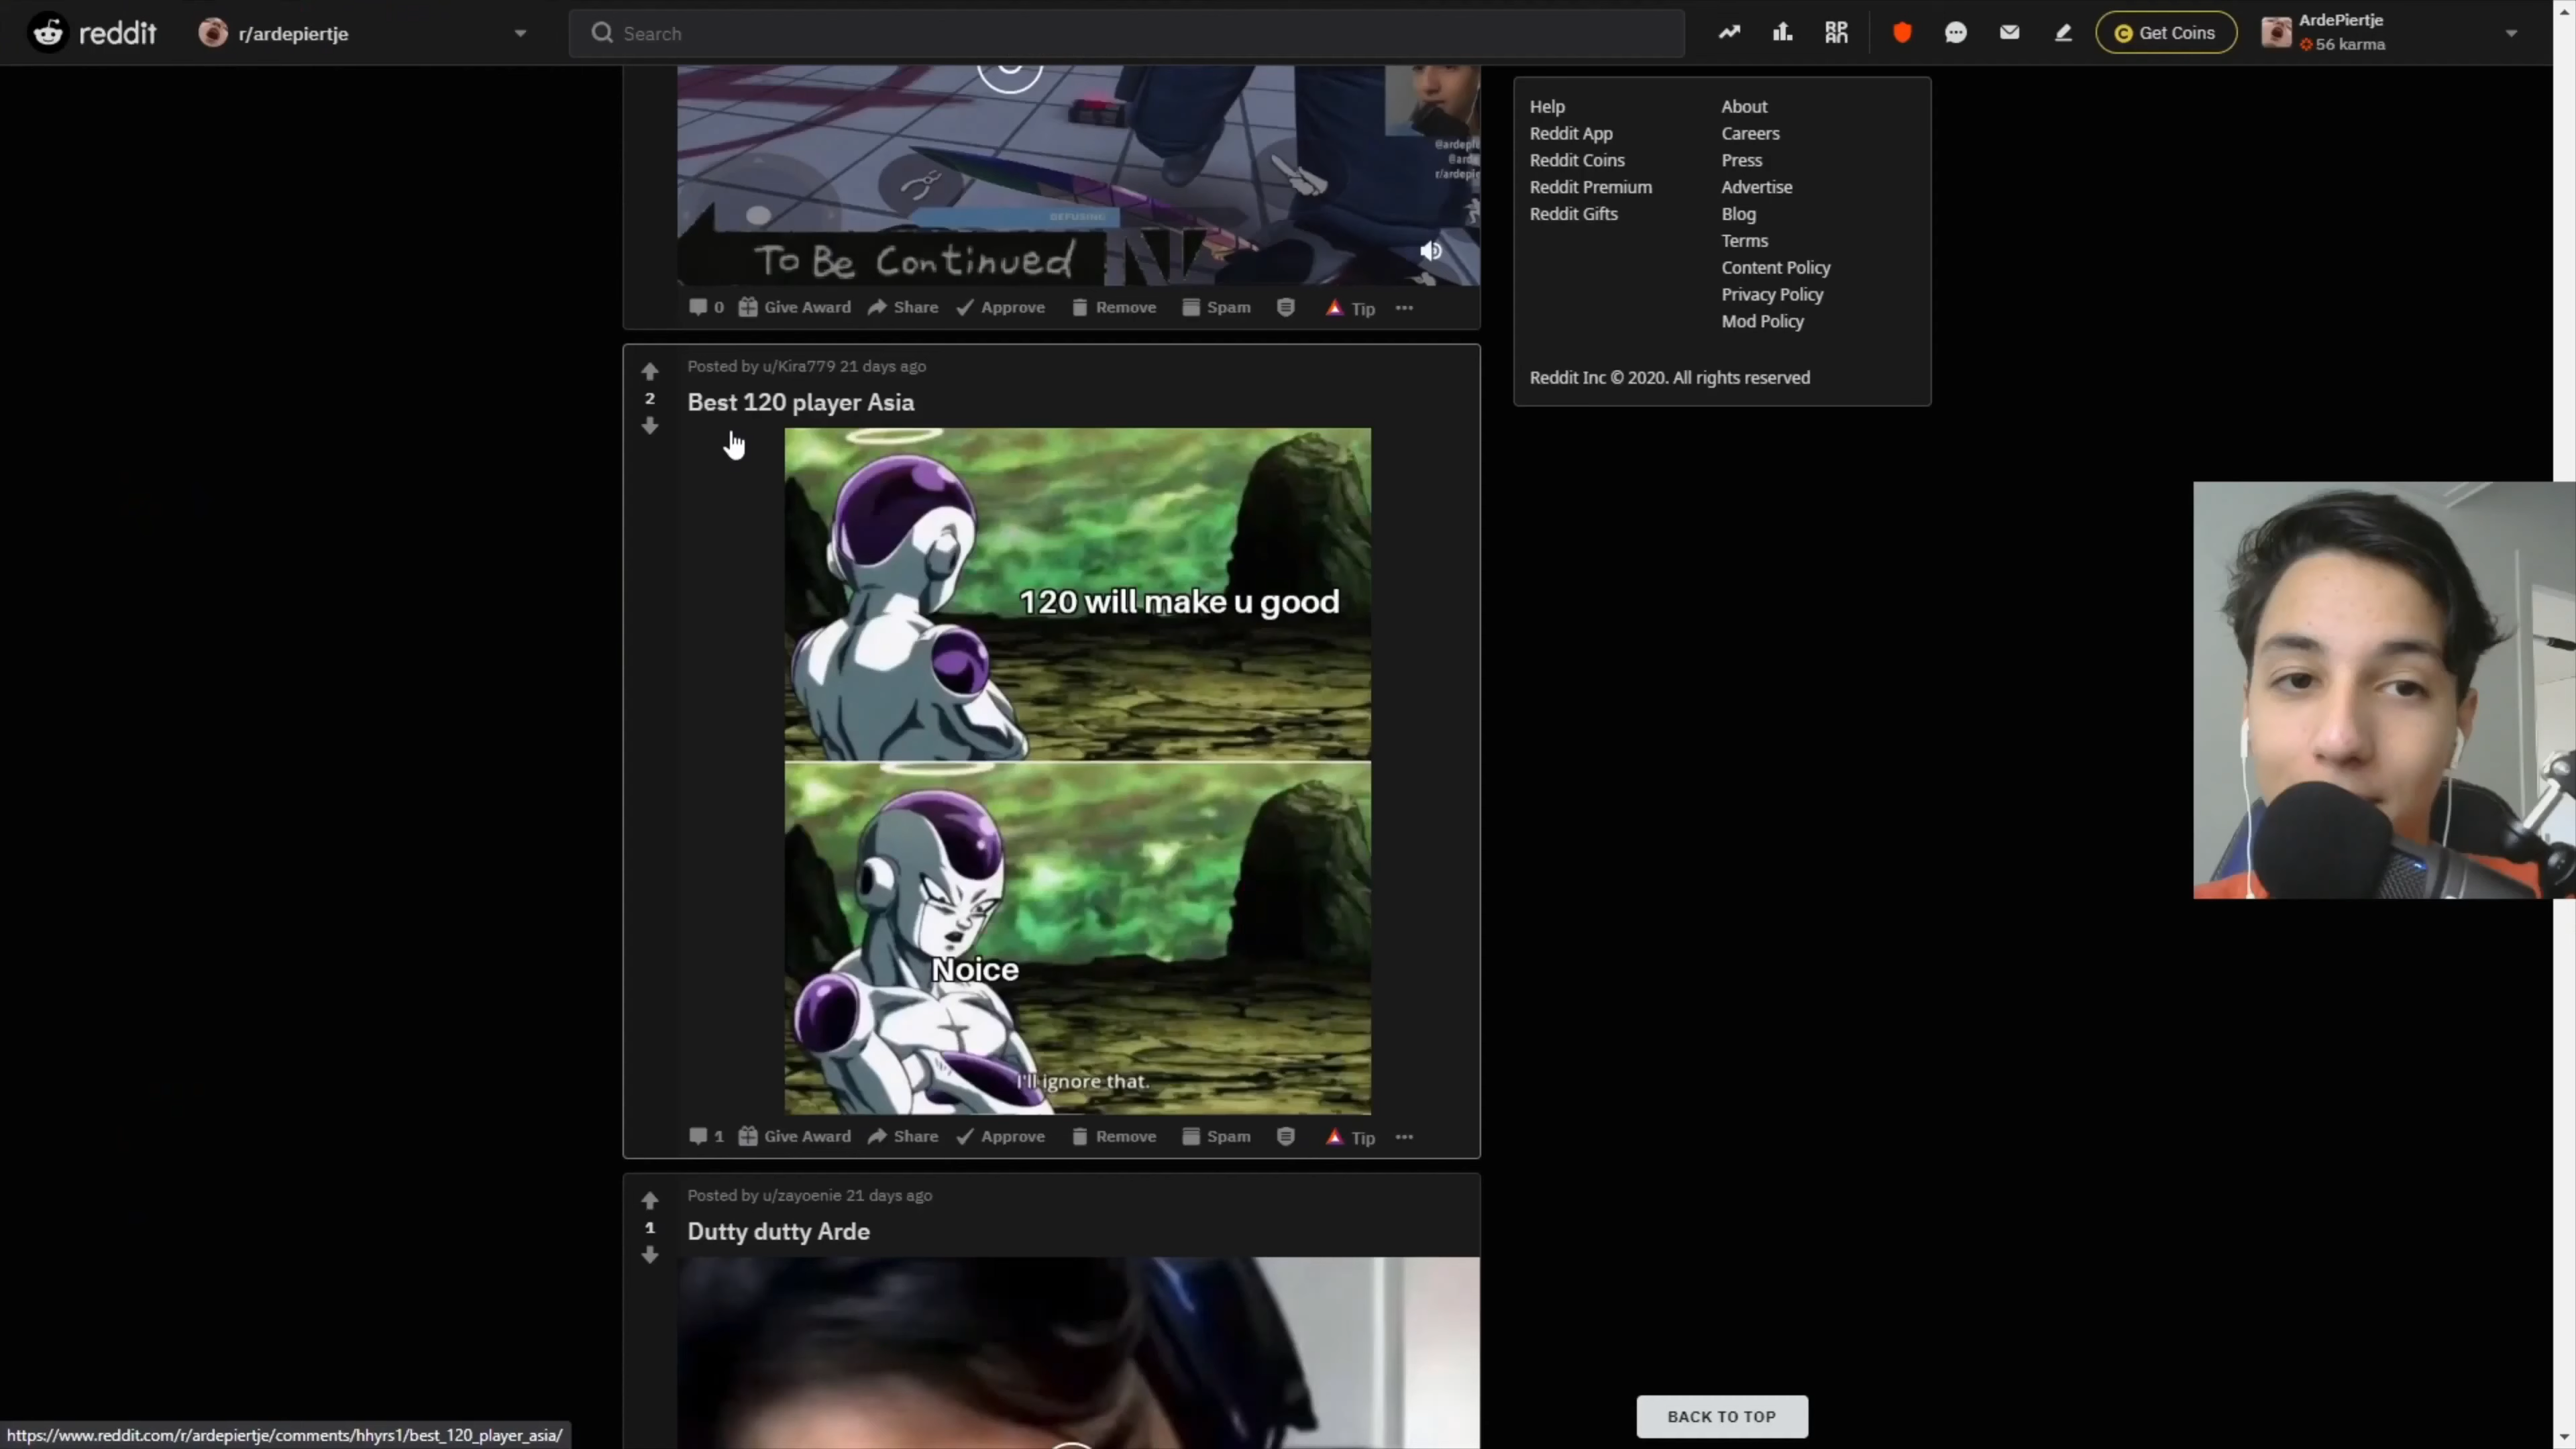 reddit
r/ardepiertje
Search
Get Coins
ArdePiertje
56 karma
DEFUSING
To Be Continued
0 Give Award Share Approve Remove Spam Tip
Help
About
Reddit App
Careers
Reddit Coins
Press
Reddit Premium
Advertise
Reddit Gifts
Blog
Terms
Content Policy
Privacy Policy
Mod Policy
Reddit Inc © 2020. All rights reserved
Posted by u/Kira779 21 days ago
2
Best 120 player Asia
120 will make u good
Noice
I'll ignore that.
1 Give Award Share Approve Remove Spam Tip
Posted by u/zayoenie 21 days ago
1
Dutty dutty Arde
BACK TO TOP
https://www.reddit.com/r/ardepiertje/comments/hhyrs1/best_120_player_asia/